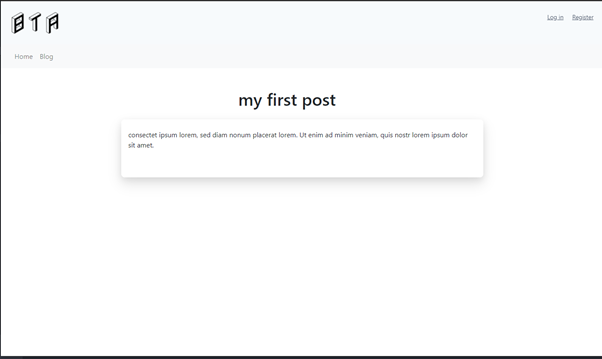 BTA
Log in Register
Home Blog
my first post
consectet ipsum lorem, sed diam nonum placerat lorem. Ut enim ad minim veniam, quis nostr lorem ipsum dolor
sit amet.